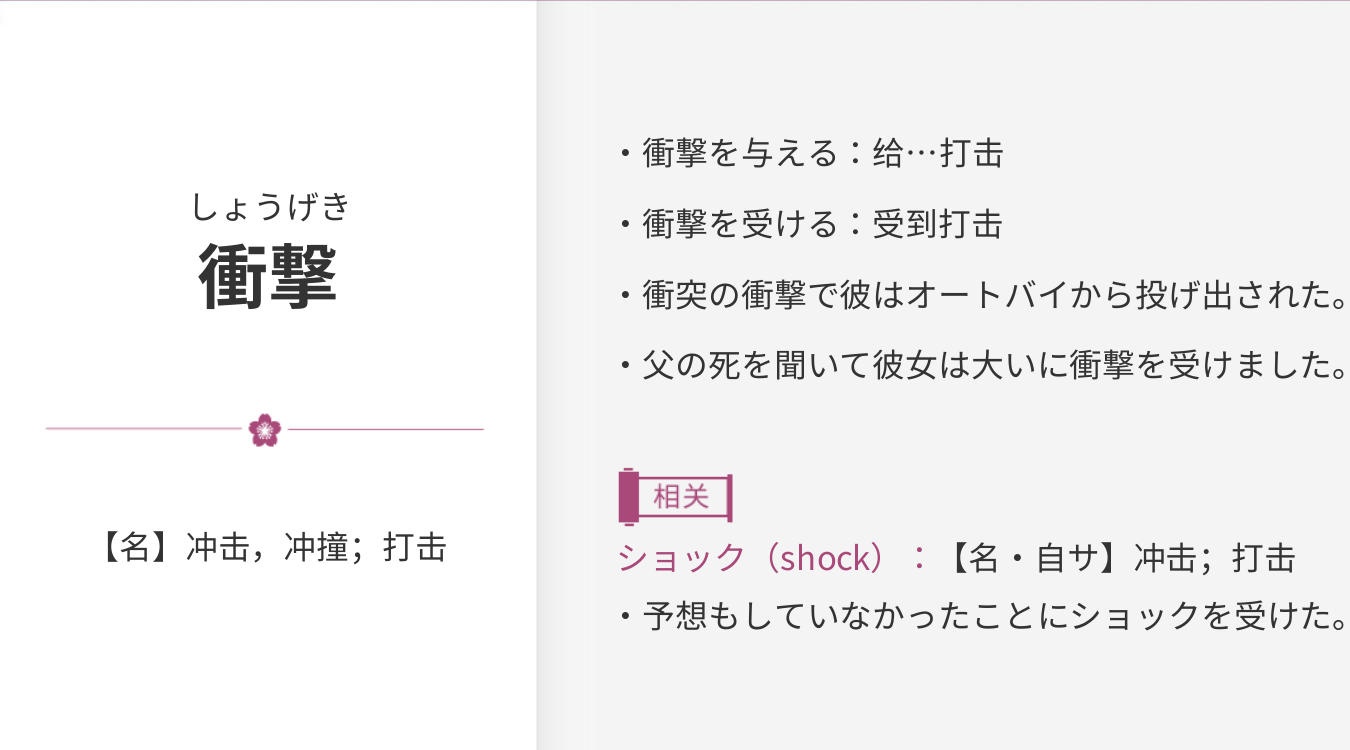 しょうげき
衝撃
【名】冲击，冲撞；打击
・衝撃を与える：给…打击
・衝撃を受ける：受到打击
・衝突の衝撃で彼はオートバイから投げ出された。
・父の死を聞いて彼女は大いに衝撃を受けました。
相关
ショック（shock）：【名・自サ】冲击；打击
・予想もしていなかったことにショックを受けた。